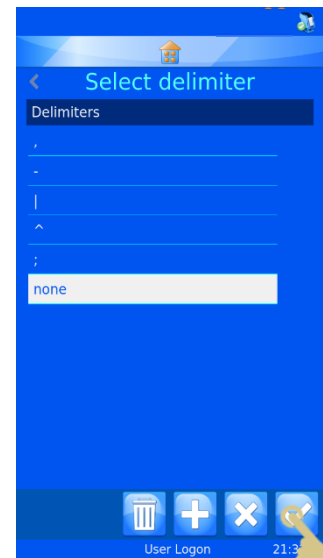 Select delimiter
Delimiters
,
-
|
^
;
none
User Logon